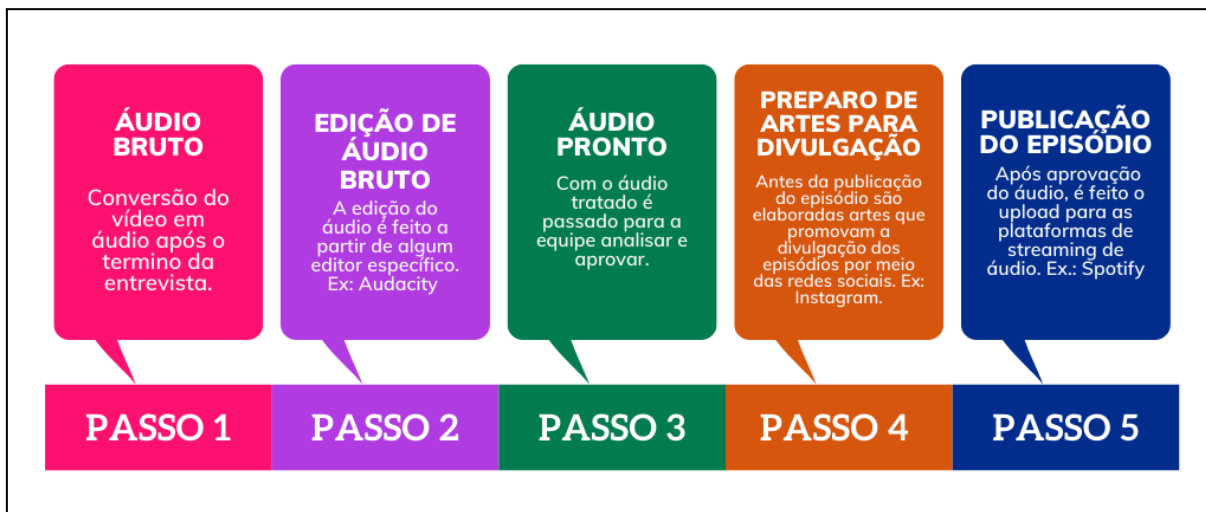 ÁUDIO
BRUTO
Conversão do
vídeo em
áudio após o
termino da
entrevista.
EDIÇÃO DE
ÁUDIO
BRUTO
A edição do
áudio é feito a
partir de algum
editor específico.
Ex: Audacity
ÁUDIO
PRONTO
Com o áudio
tratado é
passado para a
equipe analisar e
aprovar.
PREPARO DE
ARTES PARA
DIVULGAÇÃO
Antes da publicação
do episódio são
elaboradas artes que
promovam a
divulgação dos
episódios por meio
das redes sociais. Ex:
Instagram.
PUBLICAÇÃO
DO EPISÓDIO
Após aprovação
do áudio, é feito o
upload para as
plataformas de
streaming de
áudio. Ex.: Spotify
PASSO 1
PASSO 2
PASSO 3
PASSO 4
PASSO 5